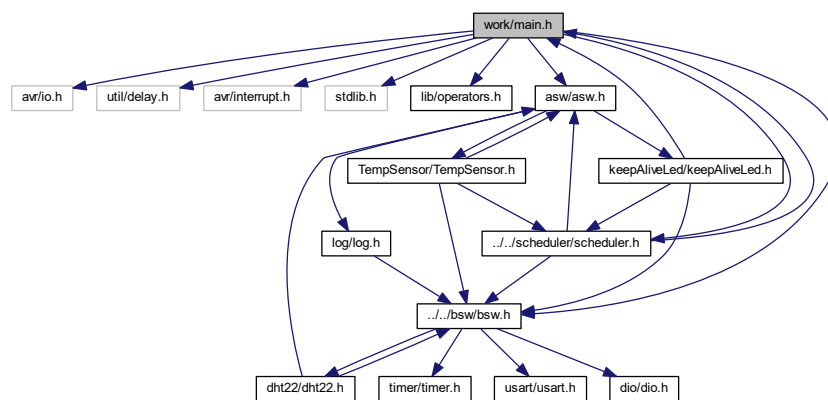 work/main.h
avr/io.h
util/delay.h
avr/interrupt.h
stdlib.h
lib/operators.h
asw/asw.h
TempSensor/TempSensor.h
keepAliveLed/keepAliveLed.h
log/log.h
../../scheduler/scheduler.h
../../bsw/bsw.h
dht22/dht22.h
timer/timer.h
usart/usart.h
dio/dio.h